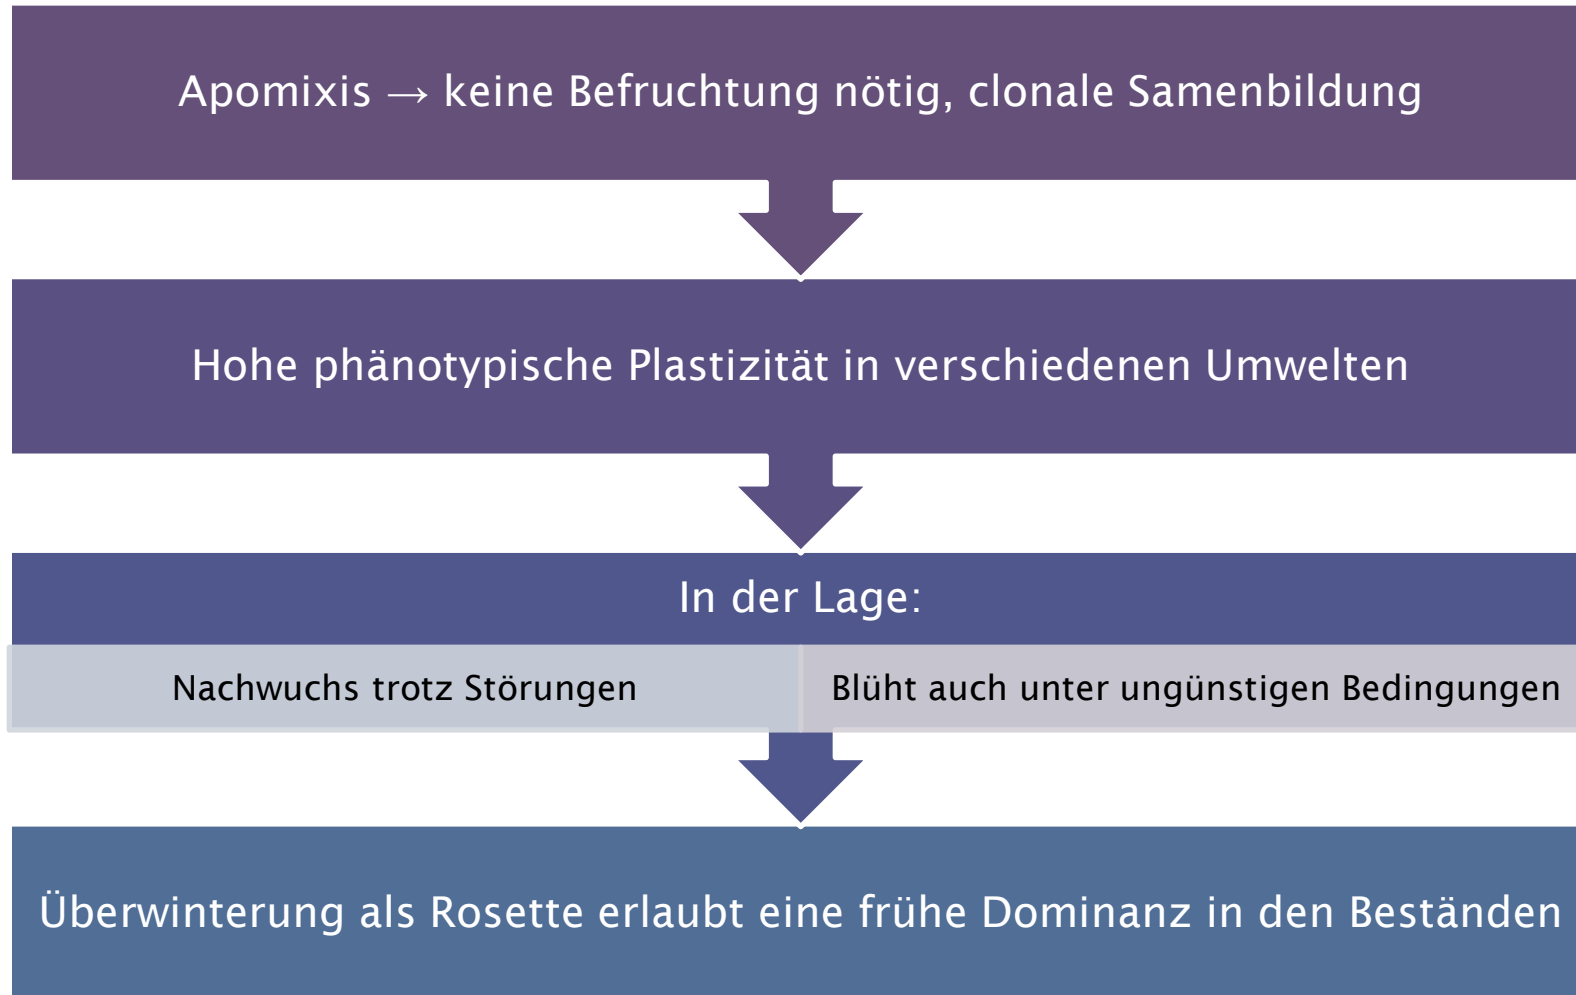 Apomixis → keine Befruchtung nötig, clonale Samenbildung
Hohe phänotypische Plastizität in verschiedenen Umwelten
In der Lage:
Nachwuchs trotz Störungen
Blüht auch unter ungünstigen Bedingungen
Überwinterung als Rosette erlaubt eine frühe Dominanz in den Beständen